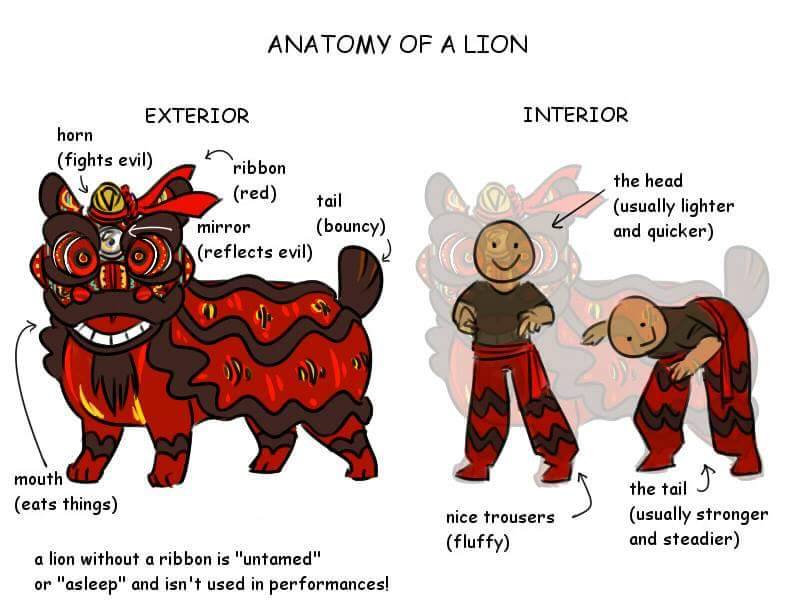 ANATOMY OF A LION
EXTERIOR
horn
(fights evil)
ribbon
(red)
mirror
(reflects evil)
tail
(bouncy)
mouth
(eats things)
a lion without a ribbon is "untamed"
or "asleep" and isn't used in performances!
INTERIOR
the head
(usually lighter
and quicker)
nice trousers
(fluffy)
the tail
(usually stronger
and steadier)